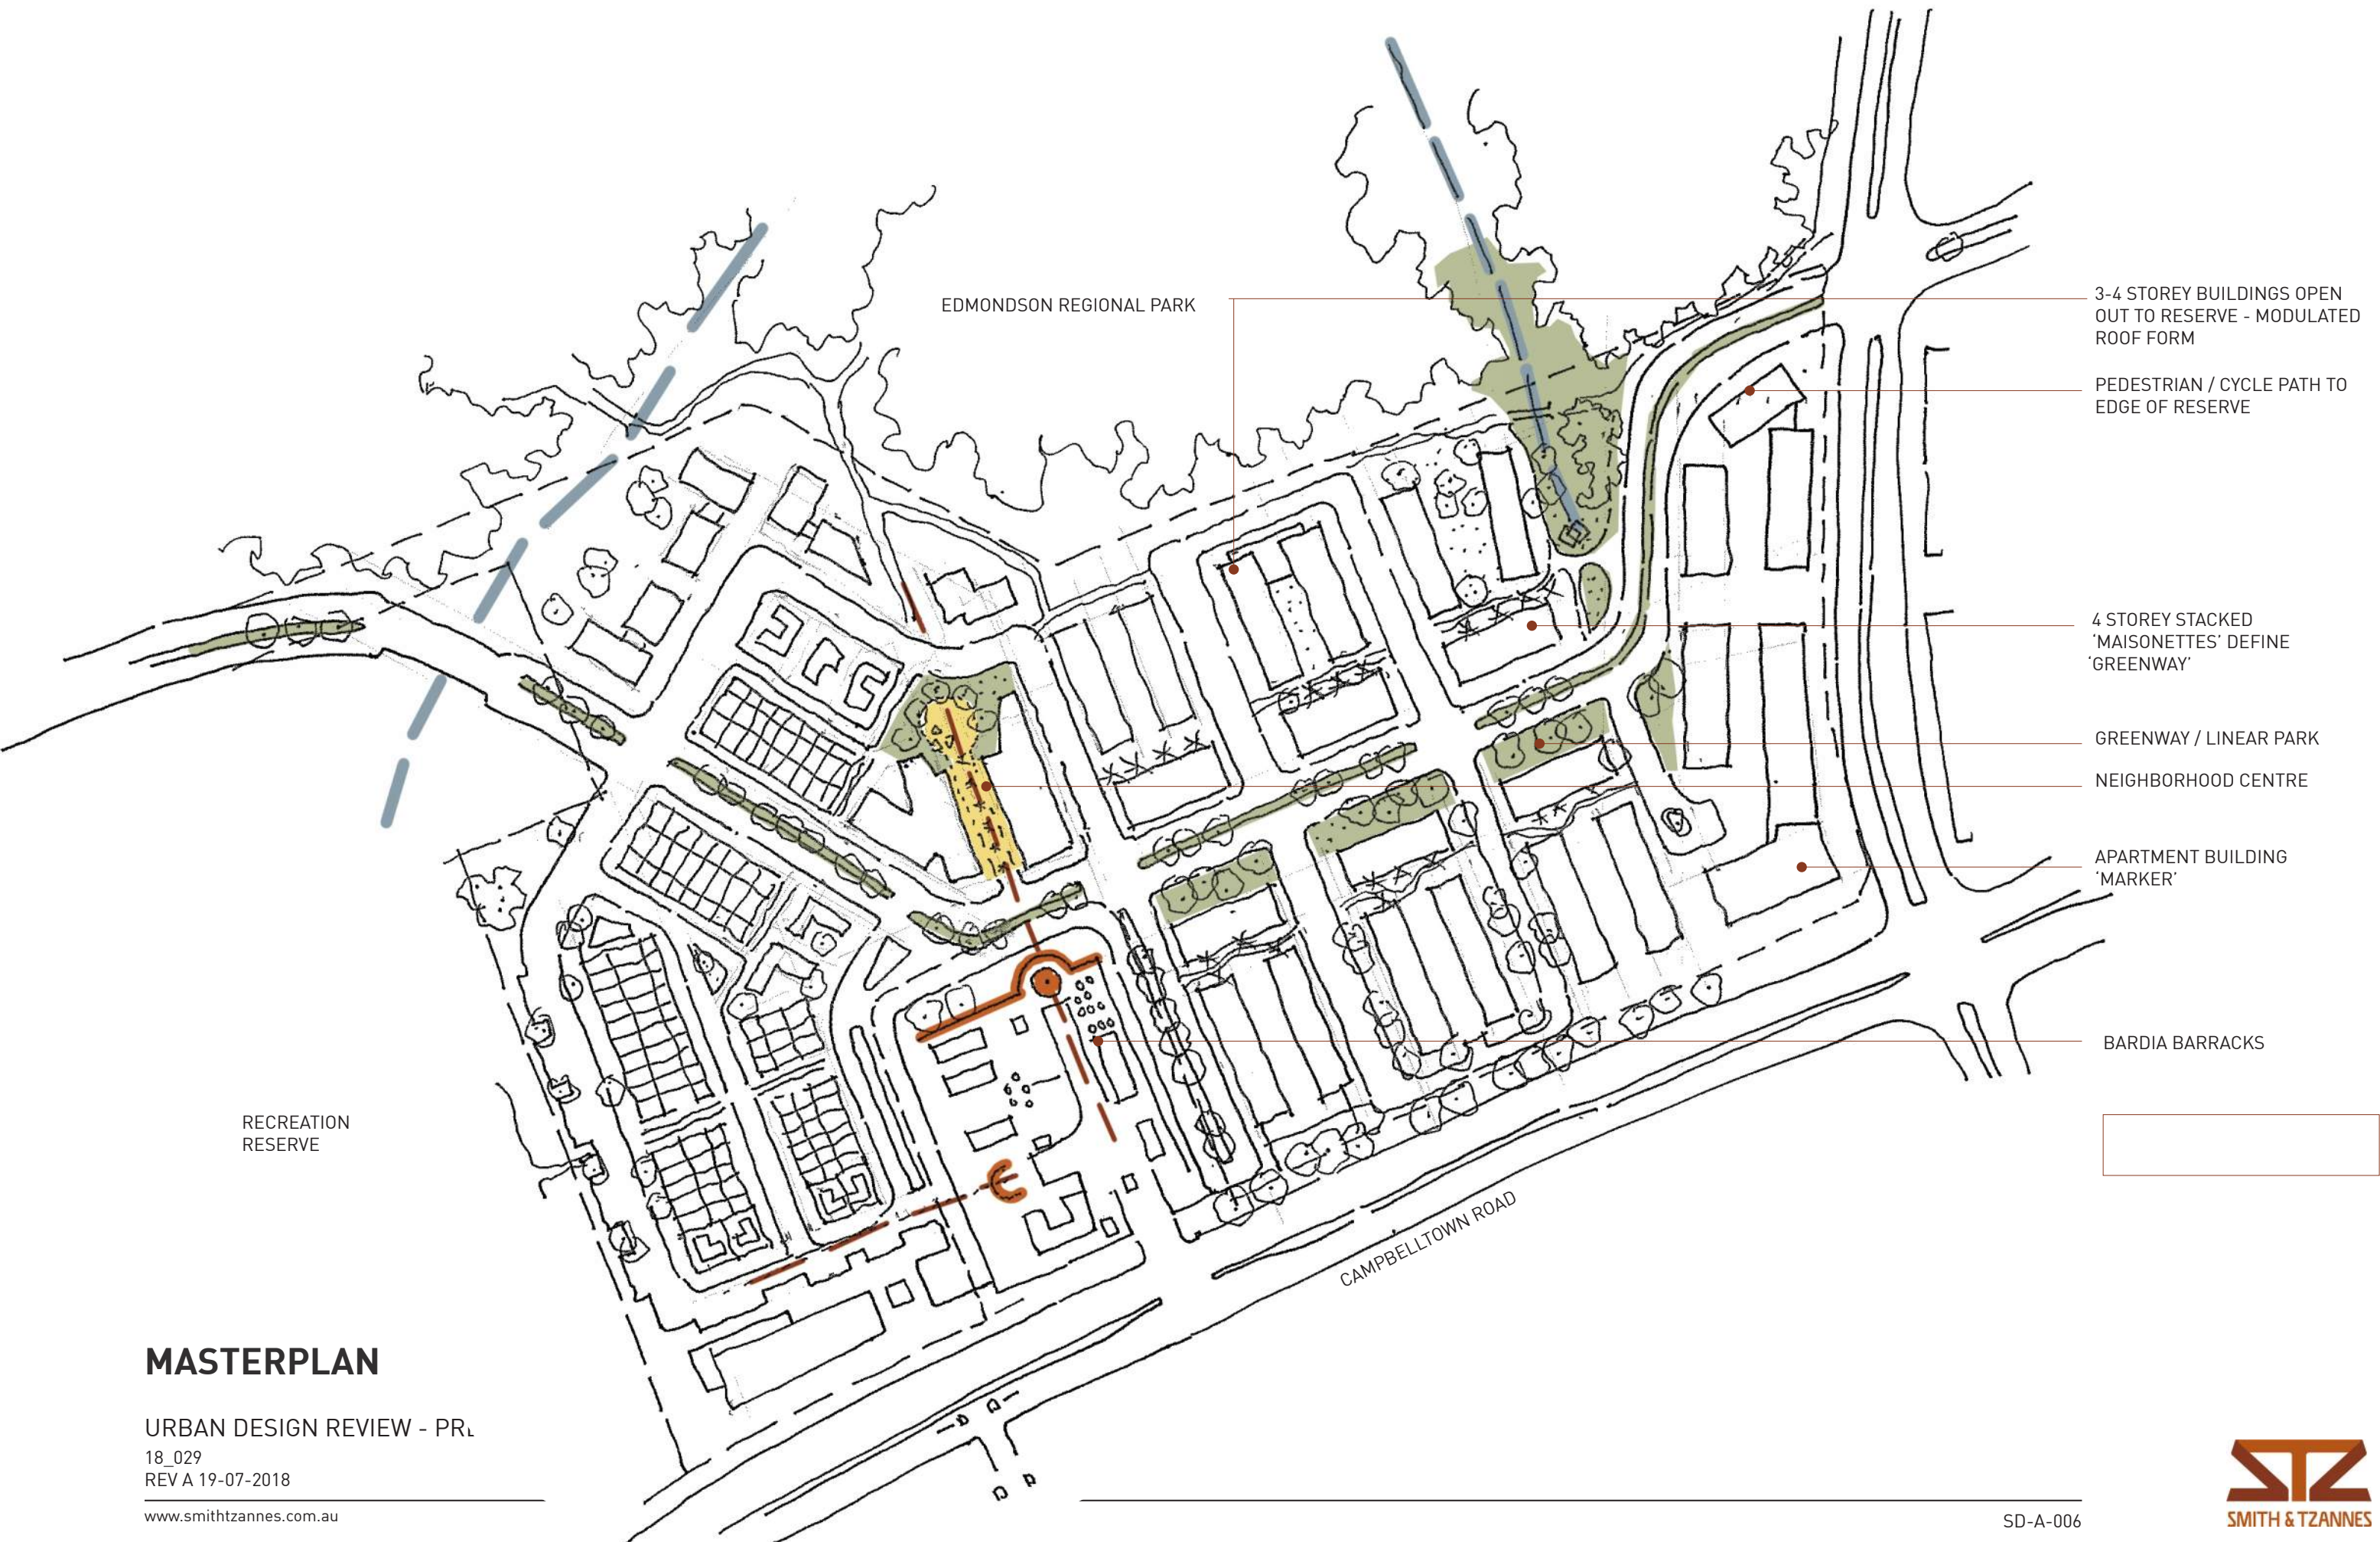 EDMONDSON REGIONAL PARK
3-4 STOREY BUILDINGS OPEN
OUT TO RESERVE - MODULATED
ROOF FORM
PEDESTRIAN / CYCLE PATH TO
EDGE OF RESERVE
4 STOREY STACKED
'MAISONETTES' DEFINE
'GREENWAY'
GREENWAY / LINEAR PARK
NEIGHBORHOOD CENTRE
APARTMENT BUILDING
'MARKER'
BARDIA BARRACKS
RECREATION
RESERVE
CAMPBELLTOWN ROAD
MASTERPLAN
URBAN DESIGN REVIEW -
18_029
REV A 19-07-2018
www.smithtzannes.com.au
SD-A-006
STZ
SMITH & TZANNES